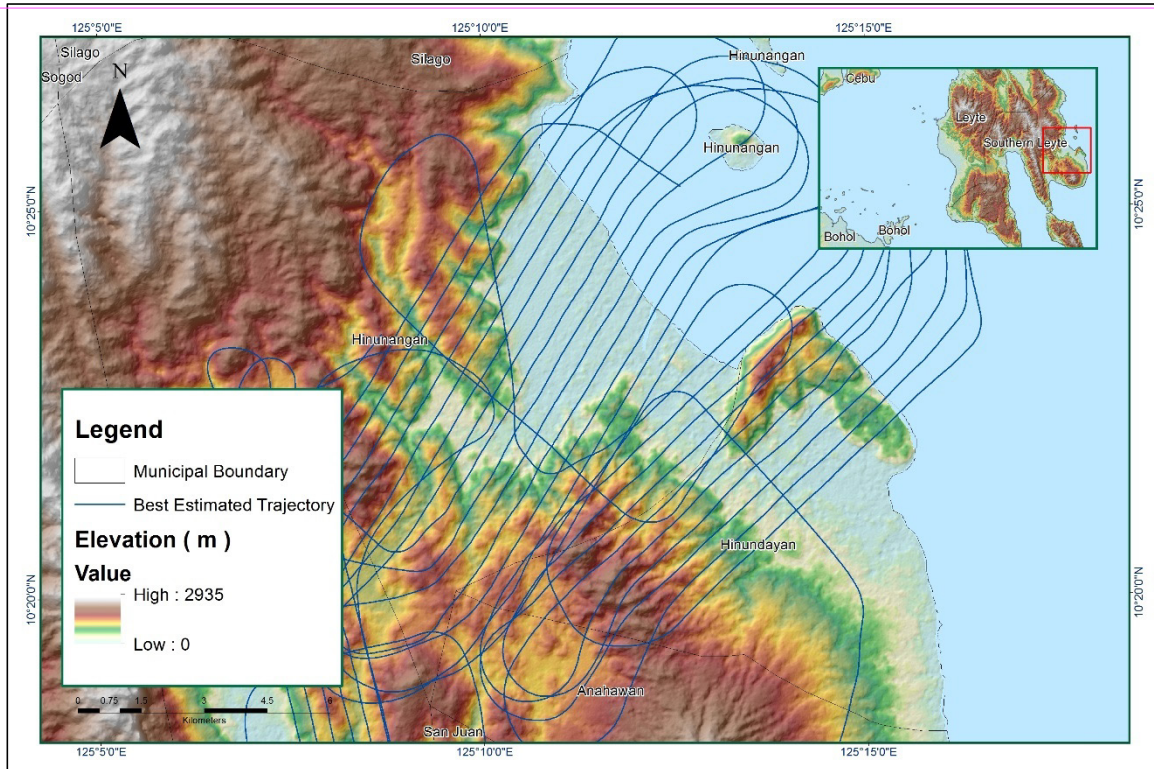 125°5'0"E
125°10'0"E
125°15'0"E
Silago
Sogod
N
Silago
Hinunangan
Hinunangan
Cebu
Leyte
Southern Leyte
Bohol
Bohol
10°25'0"N
10°25'0"N
Hinunangan
Legend
Municipal Boundary
Best Estimated Trajectory
Elevation ( m )
Value
High : 2935
Low : 0
Hinundayan
10°20'0"N
10°20'0"N
Anahawan
San Juan
0 0.75 1.5 3 4.5 6
Kilometers
125°5'0"E
125°10'0"E
125°15'0"E